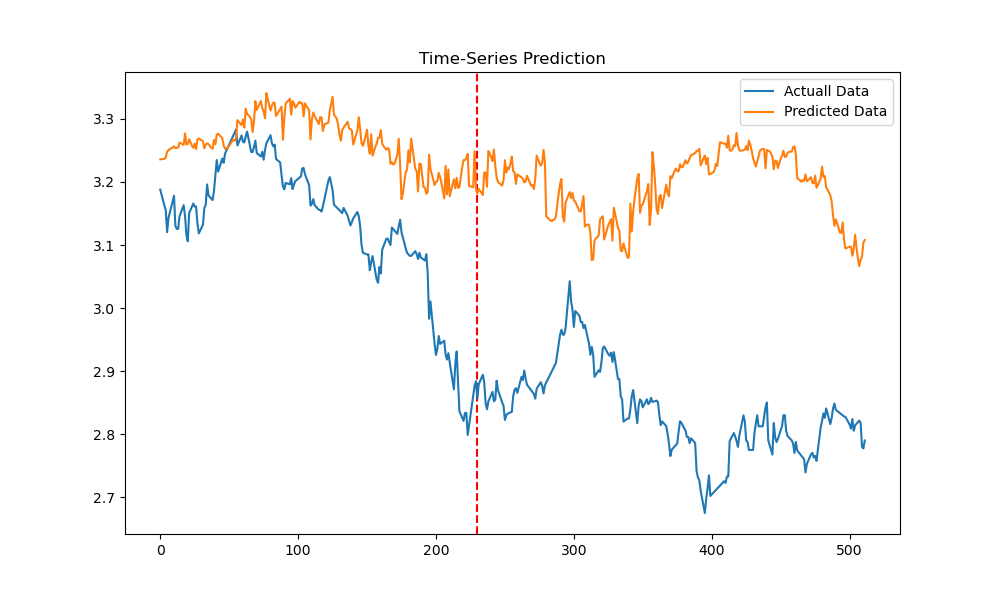 Time-Series Prediction
Actuall Data
Predicted Data
3.3
3.2
3.1
3.0
2.9
2.8
2.7
0 100 200 300 400 500